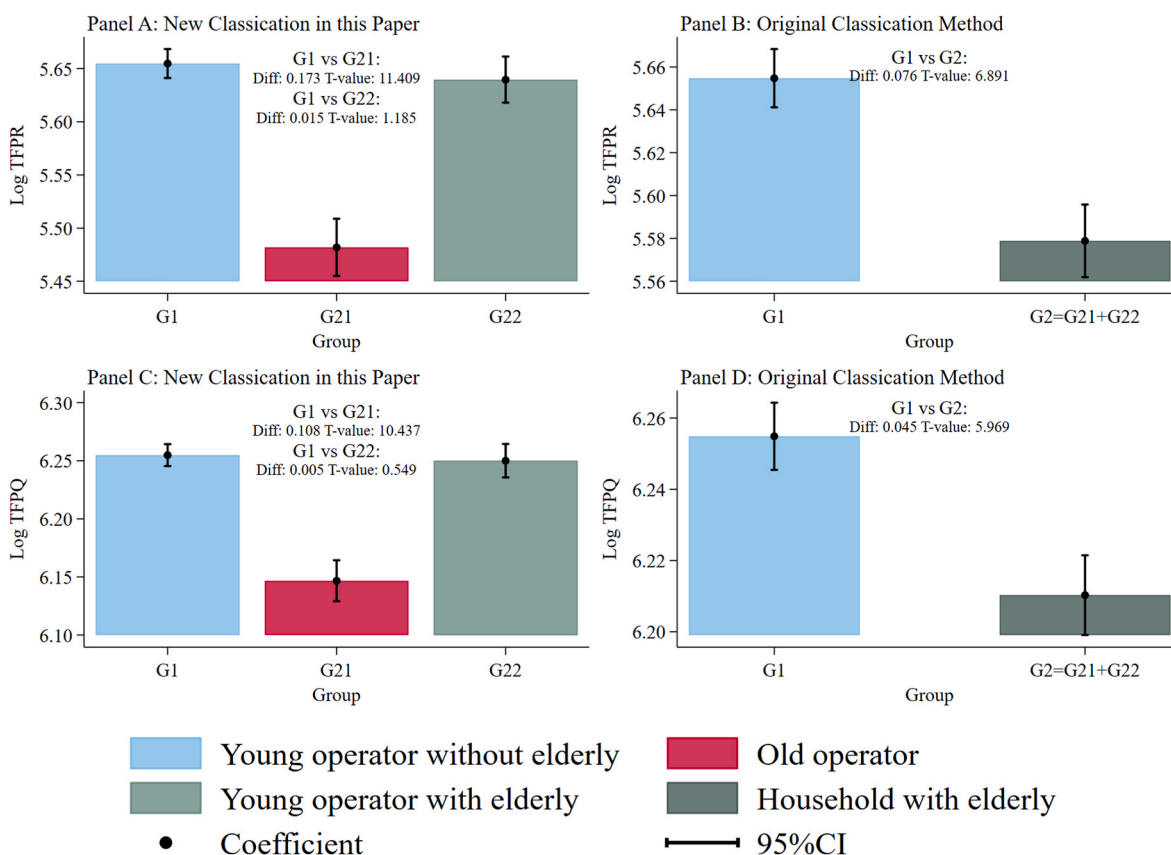 Panel A: New Classication in this Paper
Log TFPR
5.65
5.60
5.55
5.50
5.45
G1 vs G21:
Diff: 0.173 T-value: 11.409
G1 vs G22:
Diff: 0.015 T-value: 1.185
G1
G21
G22
Group
Panel B: Original Classication Method
Log TFPR
5.66
5.64
5.62
5.60
5.58
5.56
G1 vs G2:
Diff: 0.076 T-value: 6.891
G1
G2=G21+G22
Group
Panel C: New Classication in this Paper
Log TFPQ
6.30
6.25
6.20
6.15
6.10
G1 vs G21:
Diff: 0.108 T-value: 10.437
G1 vs G22:
Diff: 0.005 T-value: 0.549
G1
G21
G22
Group
Panel D: Original Classication Method
Log TFPQ
6.26
6.24
6.22
6.20
G1 vs G2:
Diff: 0.045 T-value: 5.969
G1
G2=G21+G22
Group
Young operator without elderly
Old operator
Young operator with elderly
Household with elderly
Coefficient
95%CI